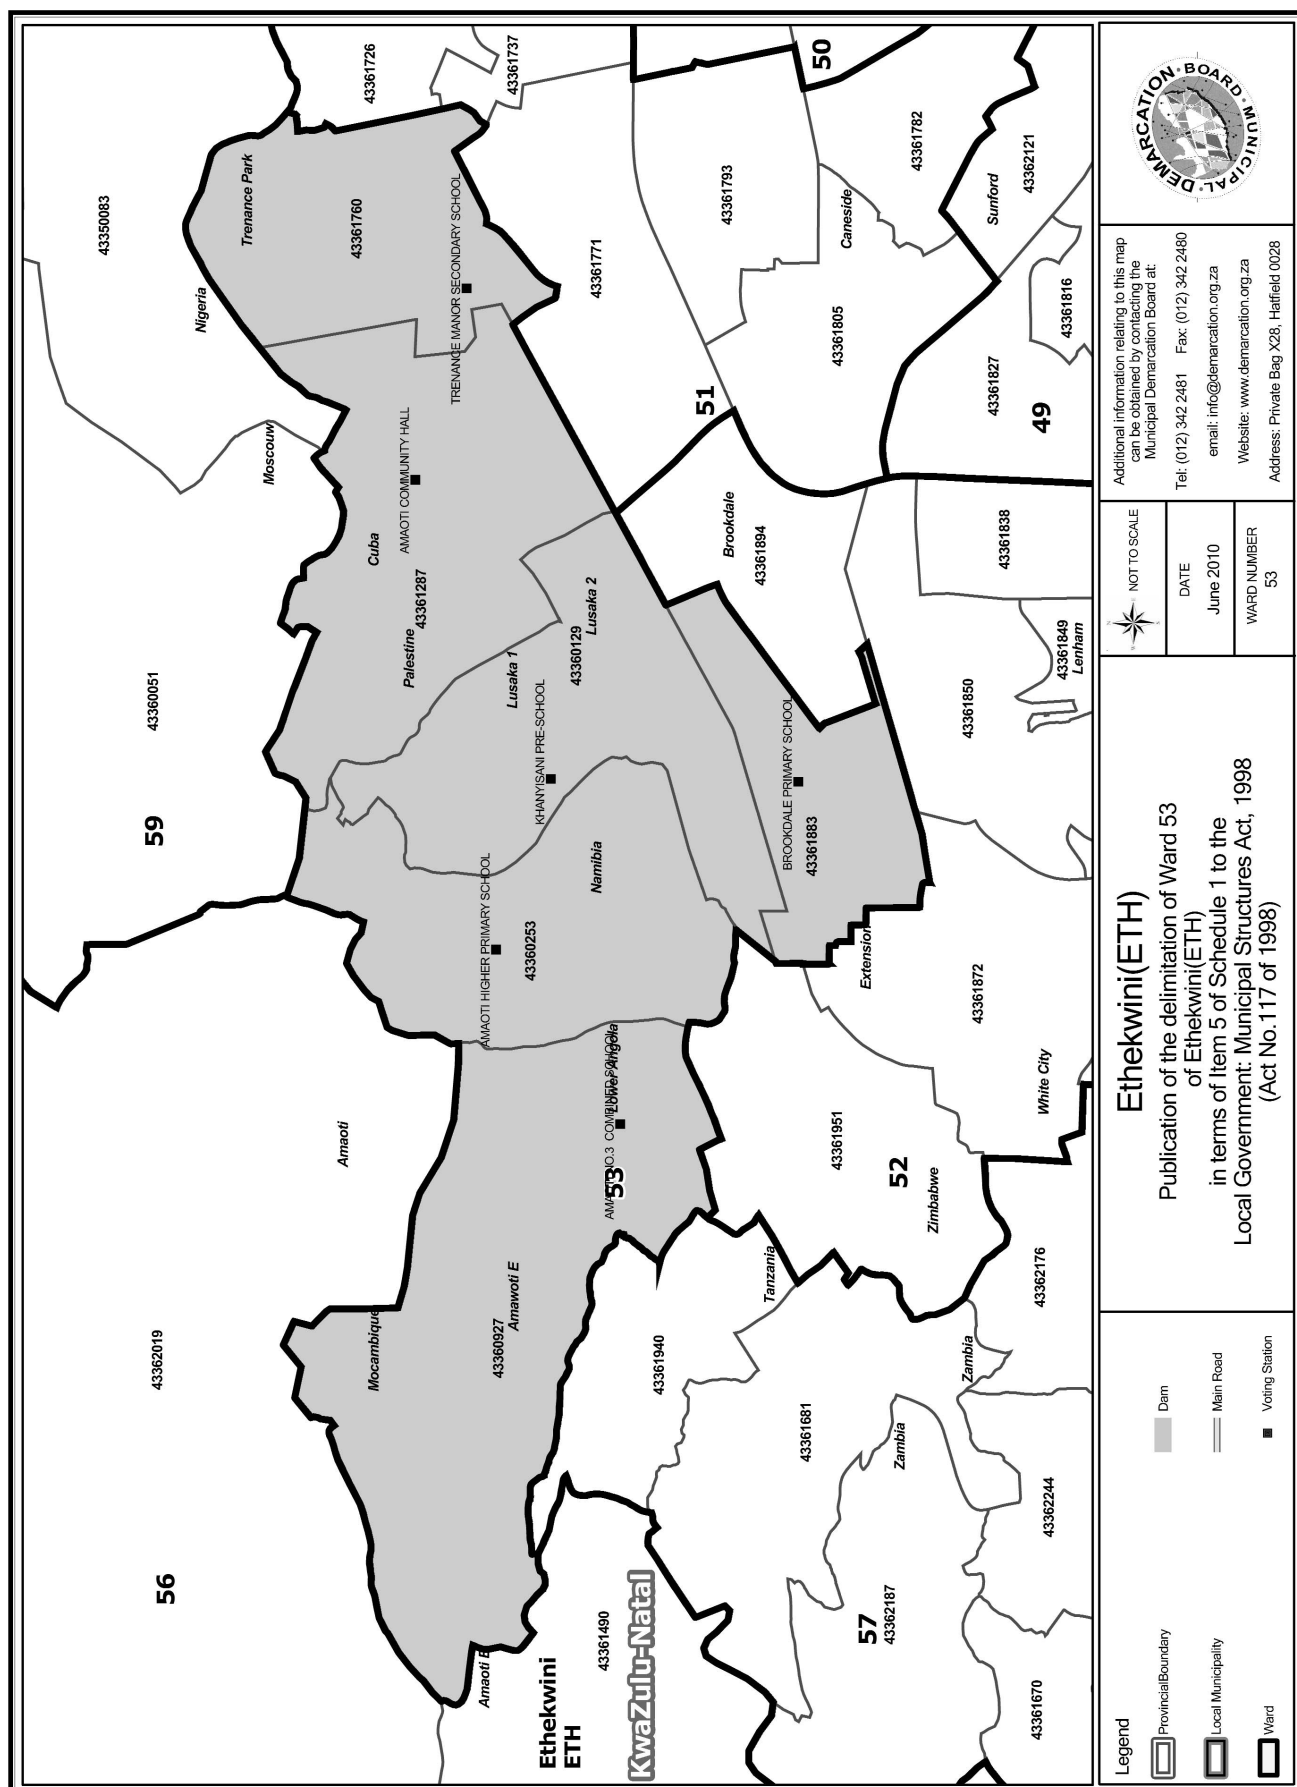 56
43362019
Amaoti
59
43360051
43350083
Moscouw
Nigeria
Trenance Park
43361760
43361726
43361737
Mocambique
43360927
Amawoti E
Amaoti E
AMAOTI HIGHER PRIMARY SCHOOL
43360253
Namibia
KHANYISANI PRE-SCHOOL
Lusaka 1
43360129
Lusaka 2
Palestine
43361287
Cuba
AMAOTI COMMUNITY HALL
TRENANCE MANOR SECONDARY SCHOOL
COMBINED SCHOOL
Lower Angola
53
Ethekwini
ETH
43361490
KwaZulu-Natal
43361940
Tanzania
43361681
Zambia
57
43362187
Zambia
43361670
43362244
43362176
43361951
52
Zimbabwe
White City
43361872
Extension
BROOKDALE PRIMARY SCHOOL
43361883
Brookdale
43361894
43361850
43361849
Lenham
43361838
51
43361771
43361793
43361805
Caneside
43361782
50
43361827
49
43361816
Sunford
43362121
Legend
ProvincialBoundary
Local Municipality
Ward
Dam
Main Road
Voting Station
Ethekwini(ETH)
Publication of the delimitation of Ward 53
of Ethekwini(ETH)
in terms of Item 5 of Schedule 1 to the
Local Government: Municipal Structures Act, 1998
(Act No.117 of 1998)
NOT TO SCALE
DATE
June 2010
WARD NUMBER
53
Additional information relating to this map
can be obtained by contacting the
Municipal Demarcation Board at:
Tel: (012) 342 2481 Fax: (012) 342 2480
email: info@demarcation.org.za
Website: www.demarcation.org.za
Address: Private Bag X28, Hatfield 0028
MUNICIPAL DEMARCATION BOARD